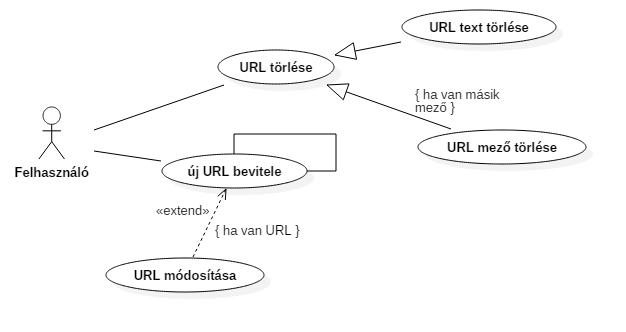 URL text törlése
URL törlése
{ ha van másik
mező }
URL mező törlése
Felhasználó
új URL bevitele
«extend»
{ ha van URL }
URL módosítása